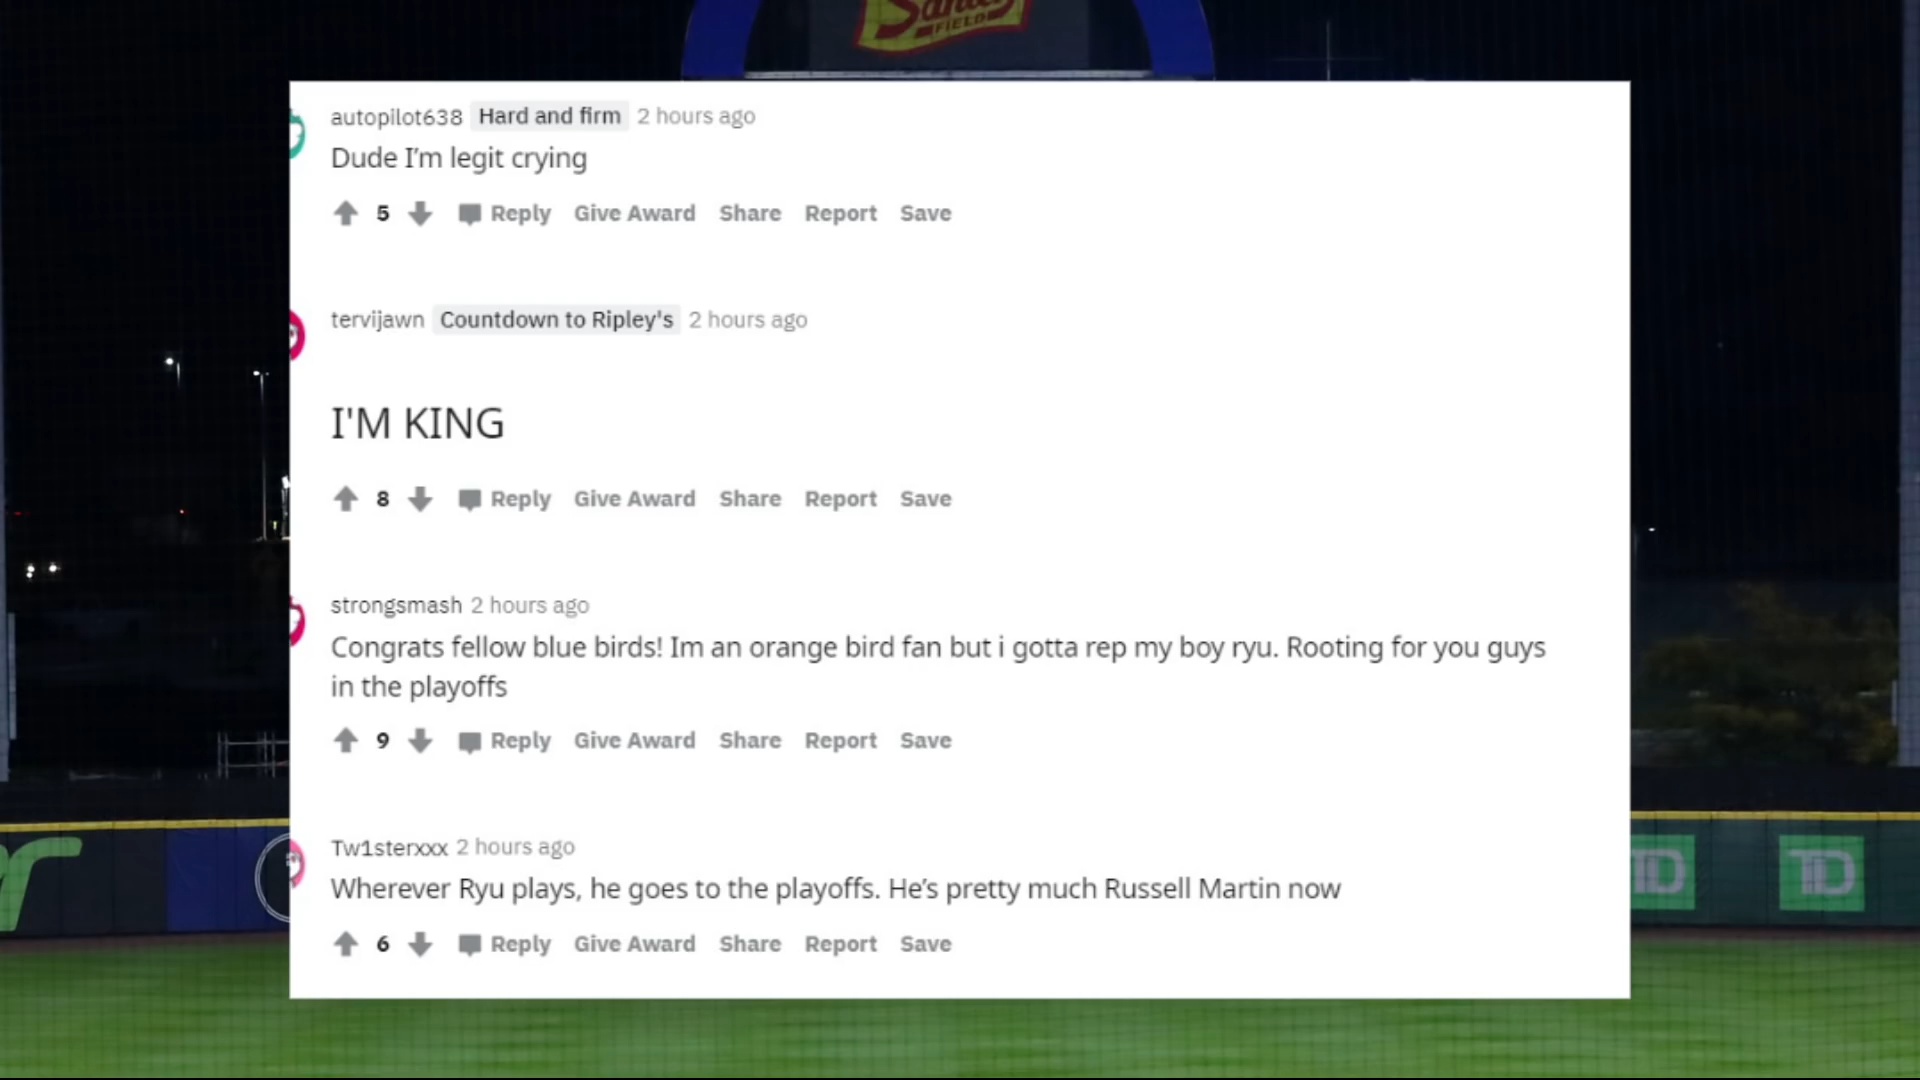 Sahlen
FIELD
autopilot638 Hard and firm 2 hours ago
Dude I'm legit crying
5 Reply Give Award Share Report Save
tervijawn Countdown to Ripley's 2 hours ago
I'M KING
8 Reply Give Award Share Report Save
strongsmash 2 hours ago
Congrats fellow blue birds! Im an orange bird fan but i gotta rep my boy ryu. Rooting for you guys
in the playoffs
9 Reply Give Award Share Report Save
Tw1sterxxx 2 hours ago
Wherever Ryu plays, he goes to the playoffs. He's pretty much Russell Martin now
6 Reply Give Award Share Report Save
TD TD